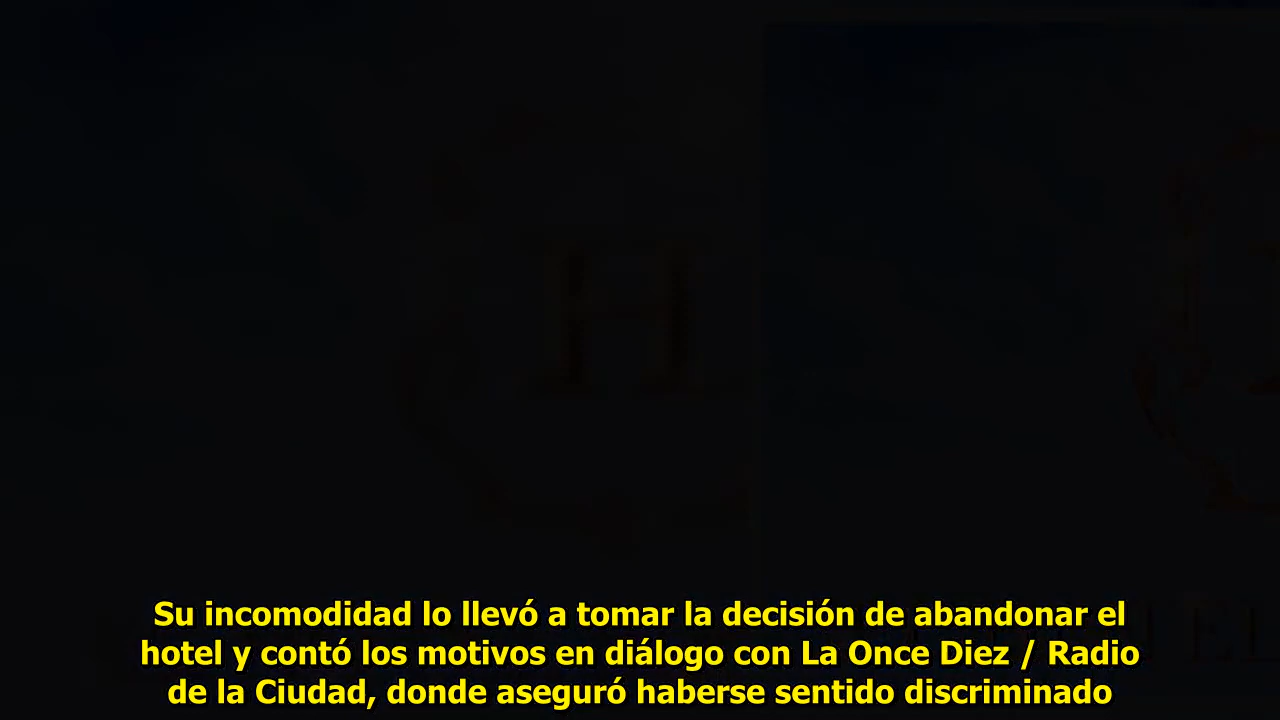 H
Su incomodidad lo llevó a tomar la decisión de abandonar el
hotel y contó los motivos en diálogo con La Once Diez / Radio
de la Ciudad, donde aseguró haberse sentido discriminado